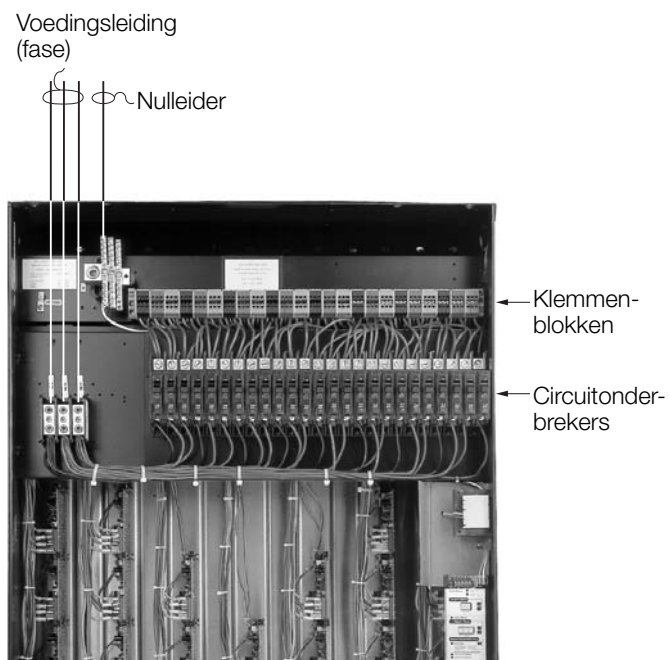 Voedingsleiding
(fase)
Nulleider
Klemmen-
blokken
Circuitonder-
brekers